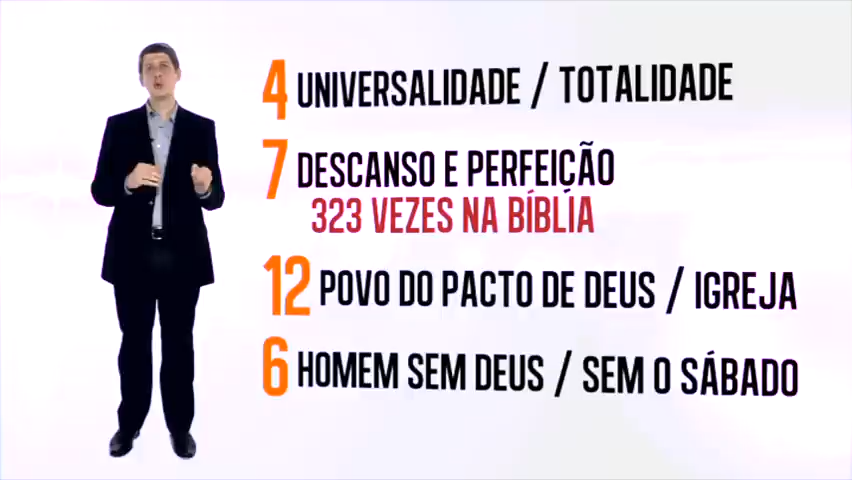 4 UNIVERSALIDADE / TOTALIDADE
7 DESCANSO E PERFEIÇÃO
323 VEZES NA BÍBLIA
12 POVO DO PACTO DE DEUS / IGREJA
6 HOMEM SEM DEUS / SEM O SÁBADO